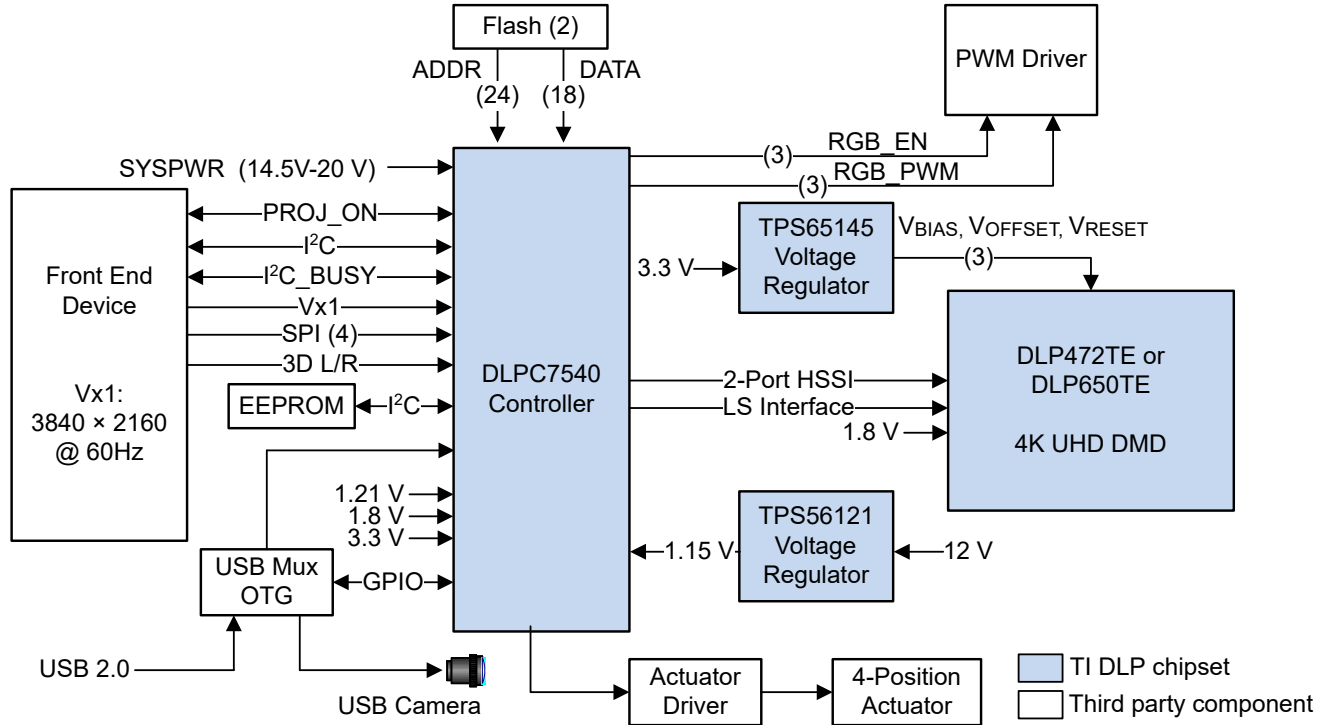 Flash (2)
ADDR
(24)
DATA
(18)
PWM Driver
RGB_EN
(3)
RGB_PWM
(3)
SYSPWR (14.5V-20 V)
Front End
Device
Vx1:
3840 × 2160
@ 60Hz
PROJ_ON
I²C
I²C_BUSY
Vx1
SPI (4)
3D L/R
EEPROM
I²C
DLPC7540
Controller
TPS65145
Voltage
Regulator
3.3 V
VBIAS, VOFFSET, VRESET
(3)
2-Port HSSI
LS Interface
1.8 V
DLP472TE or
DLP650TE
4K UHD DMD
1.21 V
1.8 V
3.3 V
TPS56121
Voltage
Regulator
1.15 V
12 V
USB Mux
OTG
GPIO
USB 2.0
USB Camera
Actuator
Driver
4-Position
Actuator
TI DLP chipset
Third party component